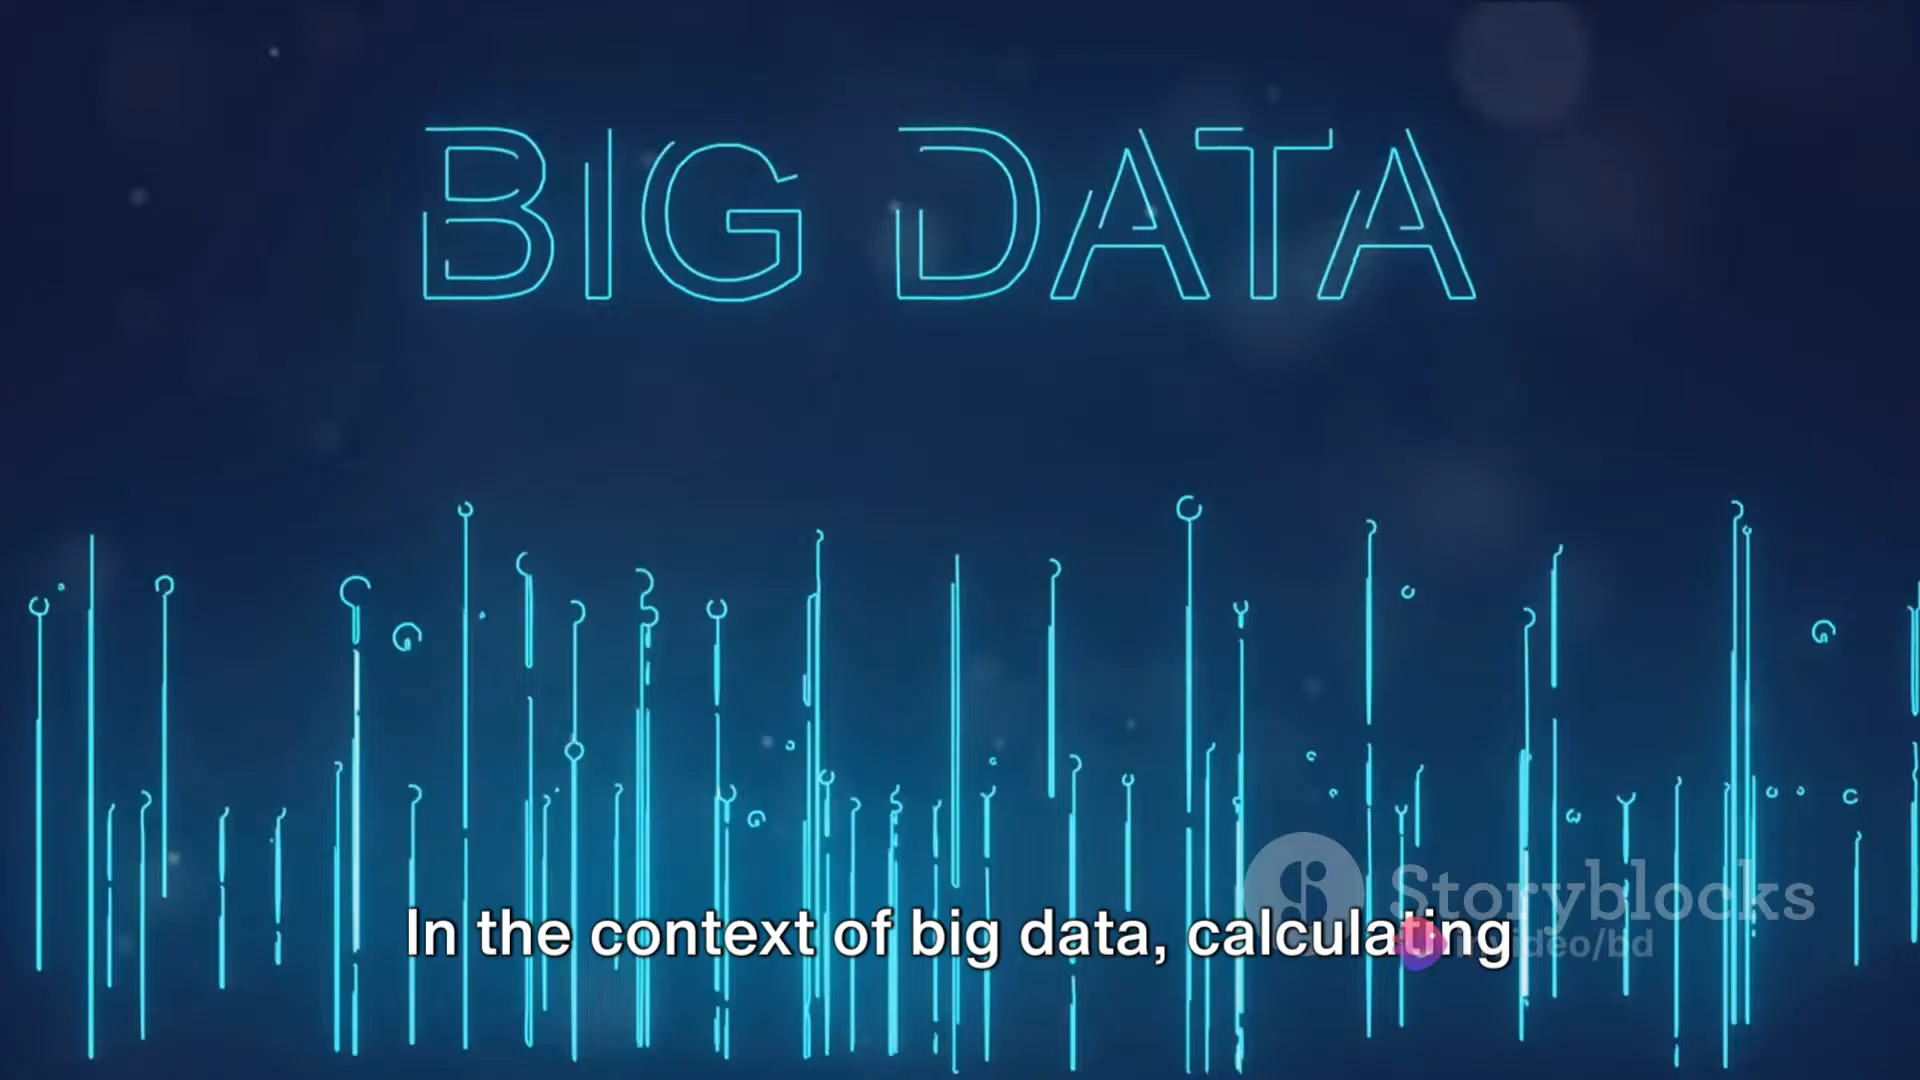 BIG DATA
Storyblocks
In the context of big data, calculating